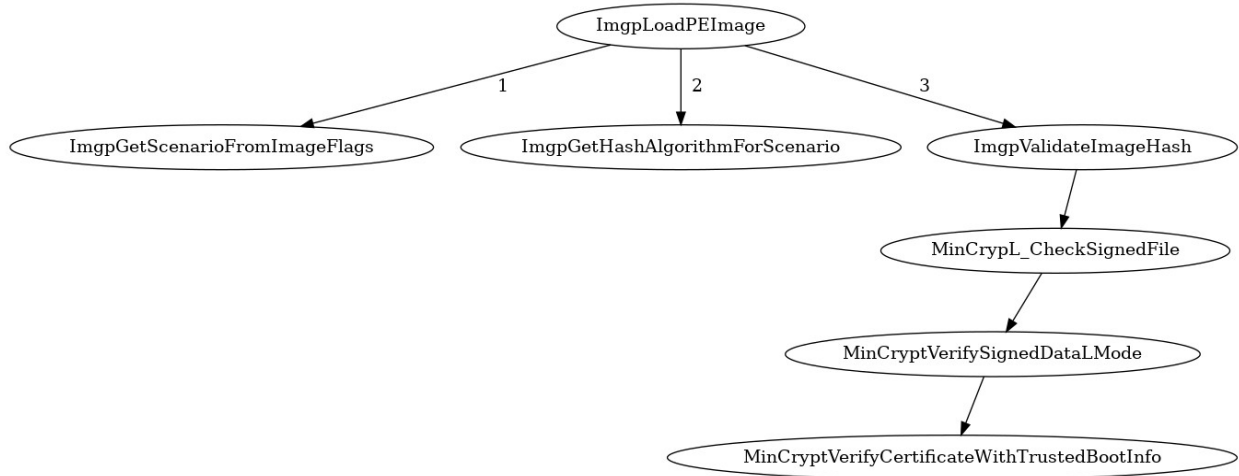 ImgpLoadPEImage
1
2
3
ImgpGetScenarioFromImageFlags
ImgpGetHashAlgorithmForScenario
ImgpValidateImageHash
MinCrypL_CheckSignedFile
MinCryptVerifySignedDataLMode
MinCryptVerifyCertificateWithTrustedBootInfo